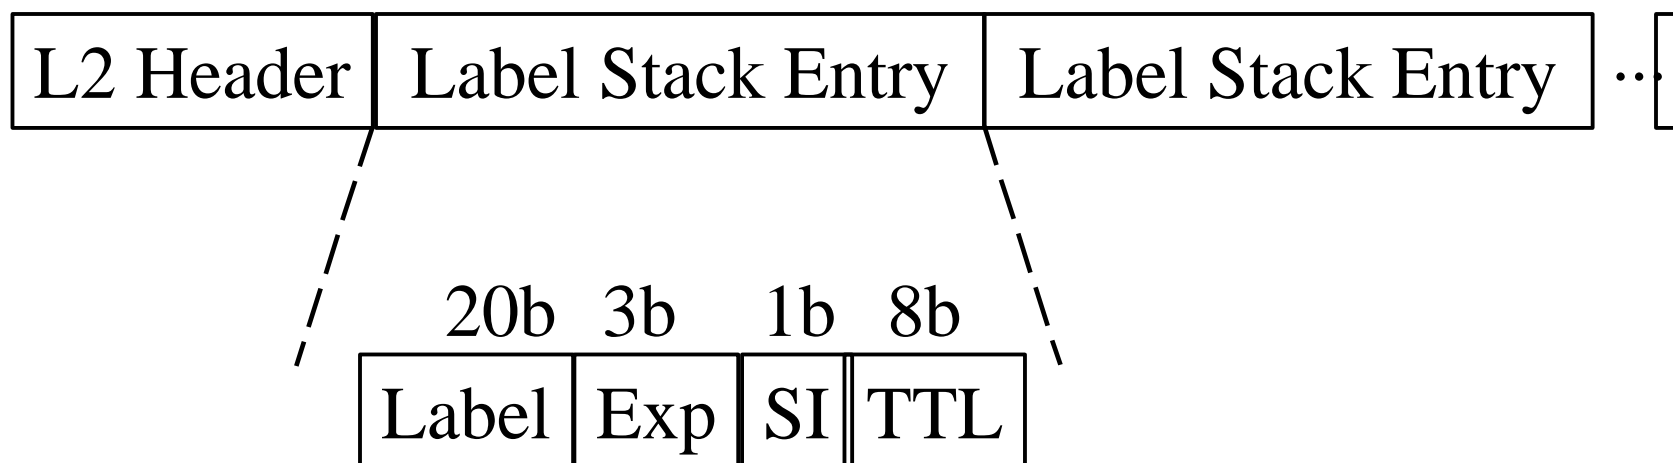 L2 Header Label Stack Entry Label Stack Entry ...
20b 3b 1b 8b
Label Exp SI TTL